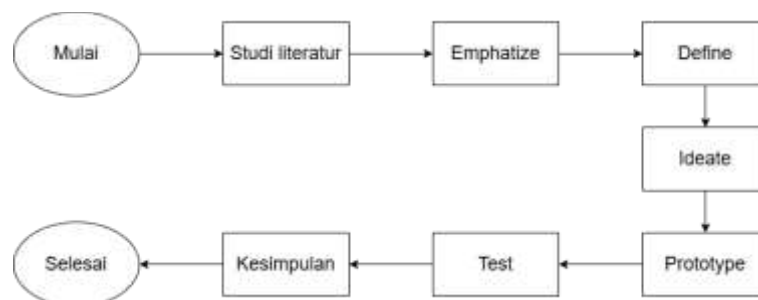 Mulai
Studi literatur
Emphatize
Define
Ideate
Prototype
Test
Kesimpulan
Selesai